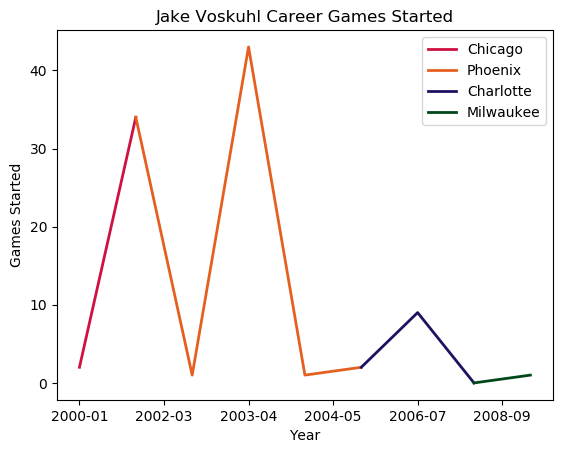 Jake Voskuhl Career Games Started
Chicago
Phoenix
Charlotte
Milwaukee
Games Started
40
30
20
10
0
2000-01 2002-03 2003-04 2004-05 2006-07 2008-09
Year